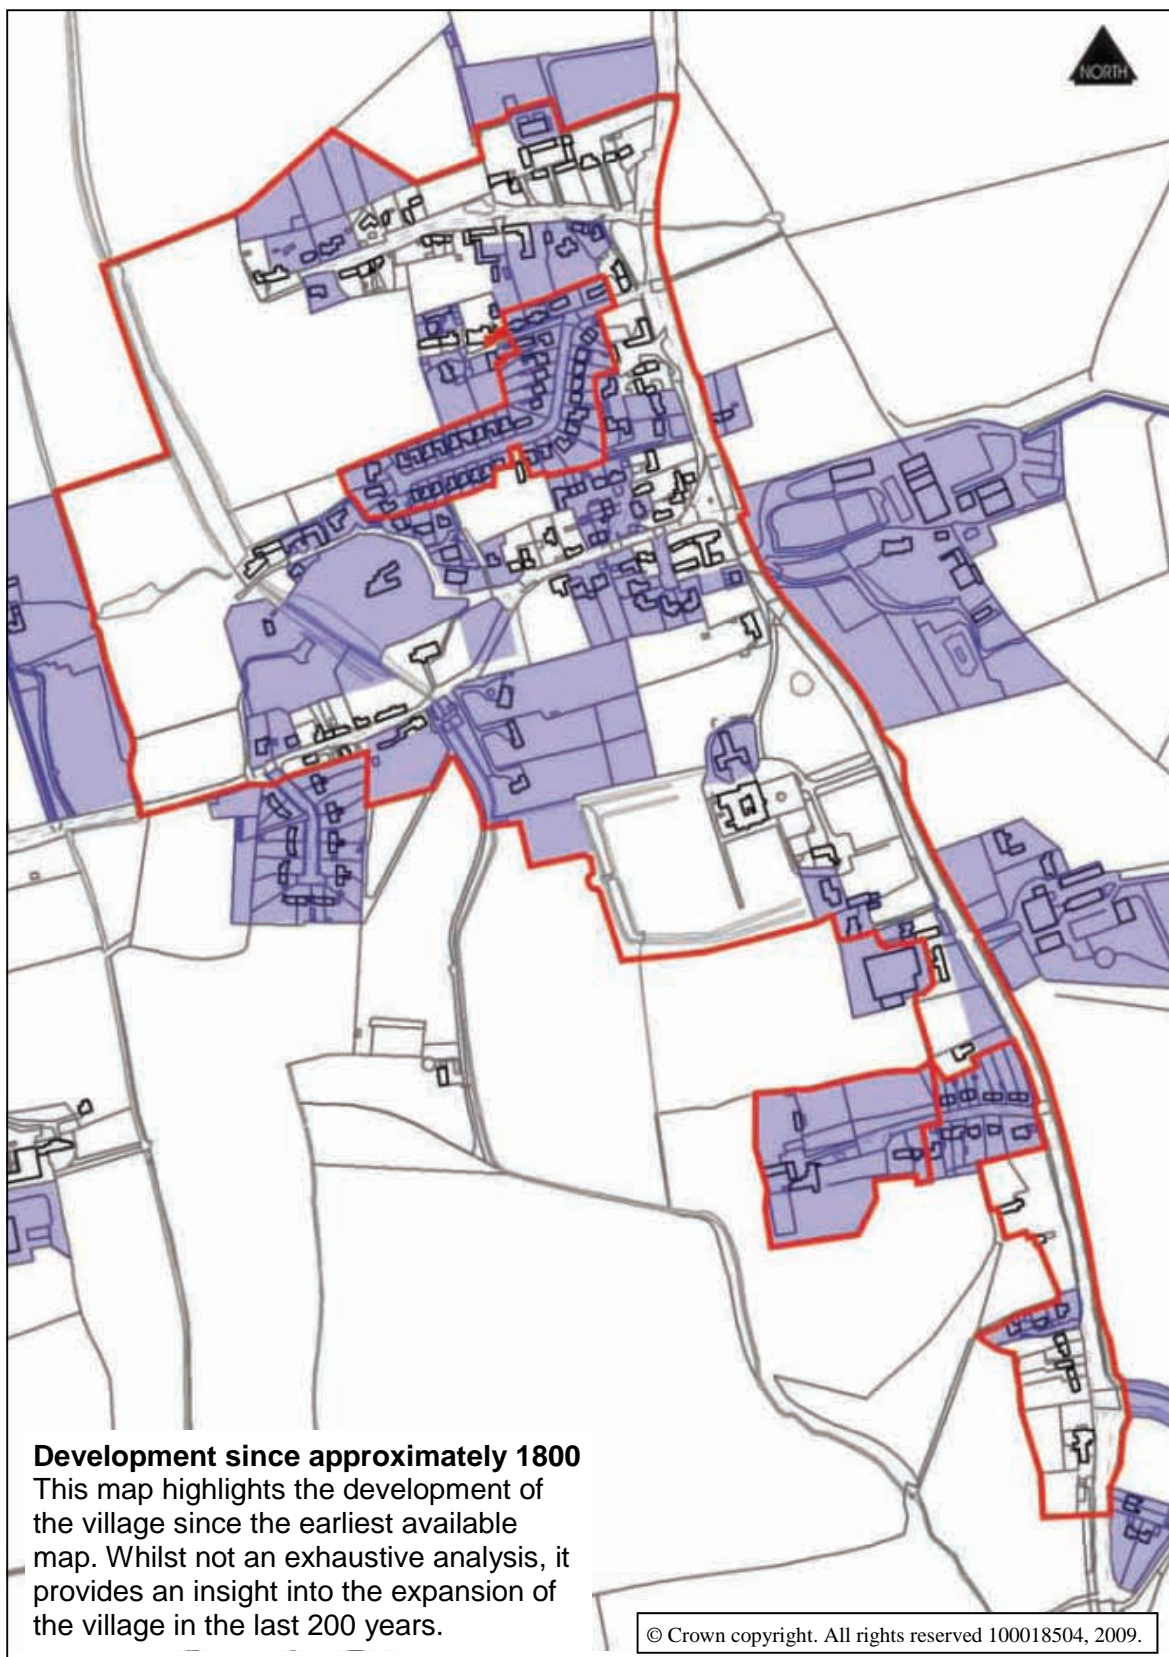 NORTH
Development since approximately 1800
This map highlights the development of
the village since the earliest available
map. Whilst not an exhaustive analysis, it
provides an insight into the expansion of
the village in the last 200 years.
© Crown copyright. All rights reserved 100018504, 2009.